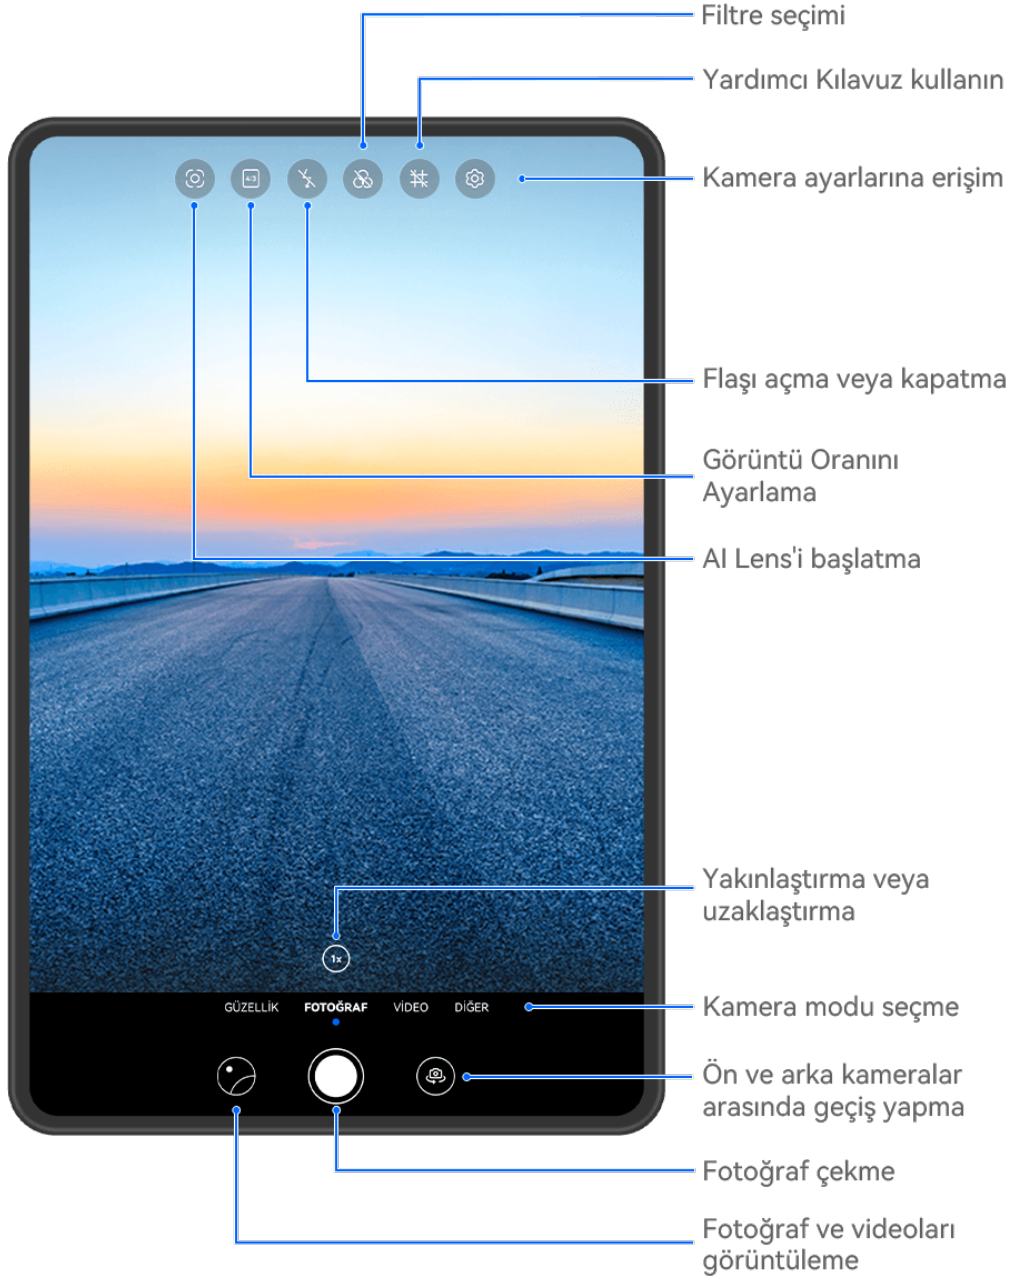 Filtre seçimi
Yardımcı Kılavuz kullanın
Kamera ayarlarına erişim
4:3
Flaşı açma veya kapatma
Görüntü Oranını
Ayarlama
AI Lens'i başlatma
Yakınlaştırma veya
uzaklaştırma
1x
GÜZELLİK FOTOĞRAF VİDEO DİĞER
Kamera modu seçme
Ön ve arka kameralar
arasında geçiş yapma
Fotoğraf çekme
Fotoğraf ve videoları
görüntüleme